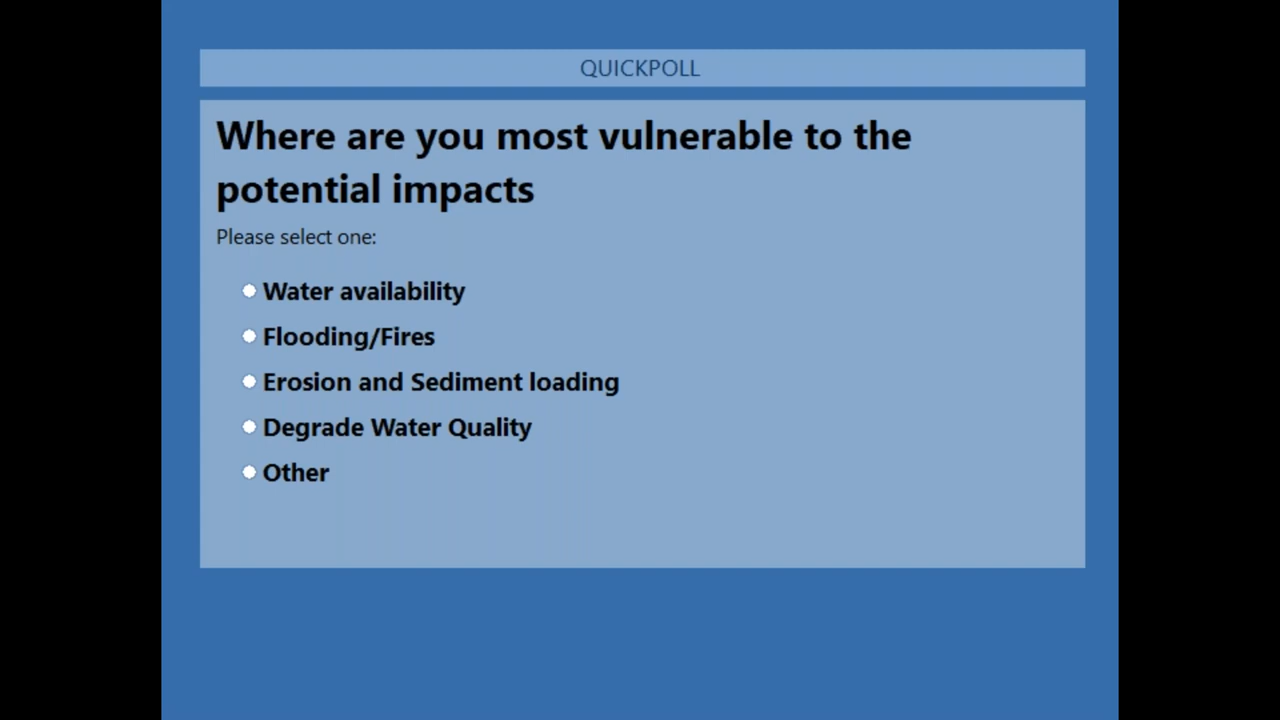 QUICKPOLL
Where are you most vulnerable to the
potential impacts
Please select one:
Water availability
Flooding/Fires
Erosion and Sediment loading
Degrade Water Quality
Other